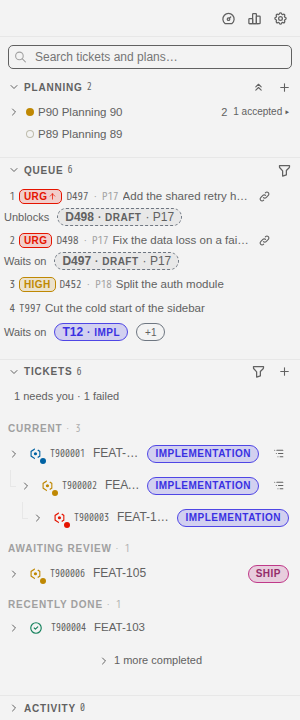 Search tickets and plans…
PLANNING 2
P90 Planning 90 2 1 accepted ▸
P89 Planning 89
QUEUE 6
1 URG ↑ D497 · P17 Add the shared retry h…
Unblocks D498 · DRAFT · P17
2 URG D498 · P17 Fix the data loss on a fai…
Waits on D497 · DRAFT · P17
3 HIGH D452 · P18 Split the auth module
4 T997 Cut the cold start of the sidebar
Waits on T12 · IMPL +1
TICKETS 6
1 needs you · 1 failed
CURRENT · 3
T900001 FEAT-… IMPLEMENTATION
T900002 FEA… IMPLEMENTATION
T900003 FEAT-1… IMPLEMENTATION
AWAITING REVIEW · 1
T900006 FEAT-105 SHIP
RECENTLY DONE · 1
T900004 FEAT-103
1 more completed
ACTIVITY 0